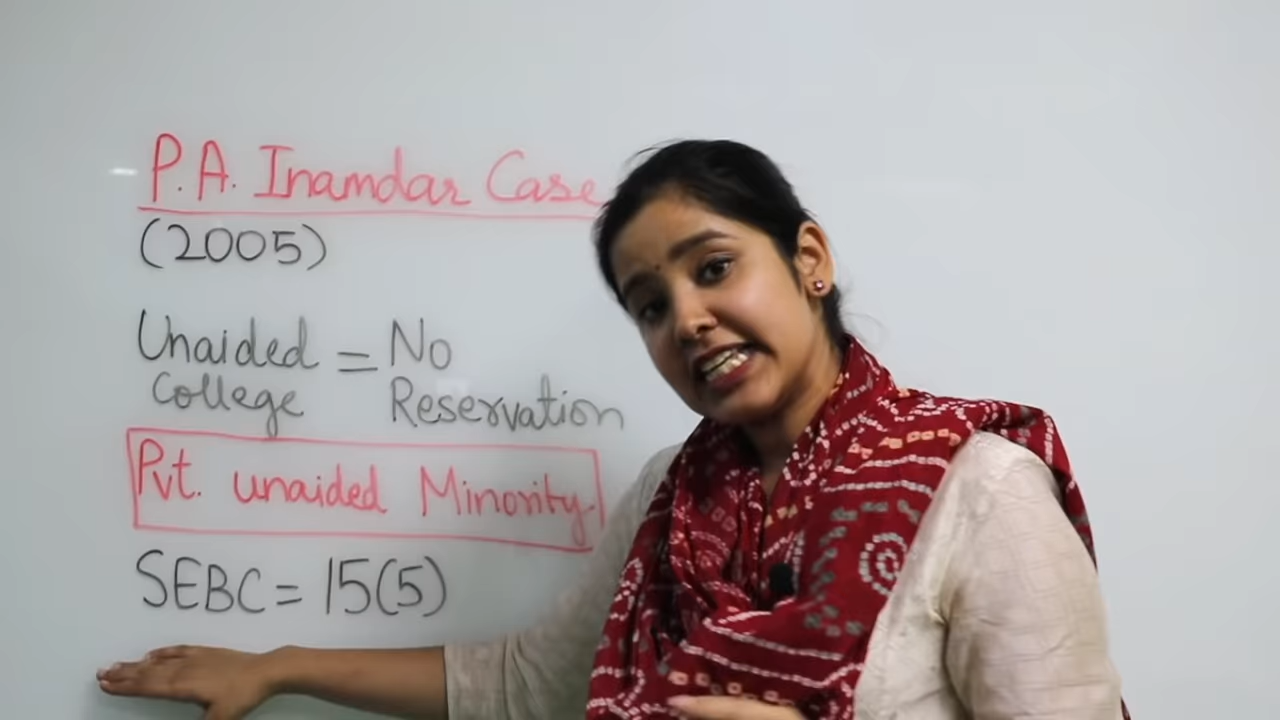 P.A. Inamdar Case
(2005)
Unaided = No
College Reservation
Pvt. unaided Minority
SEBC = 15(5)